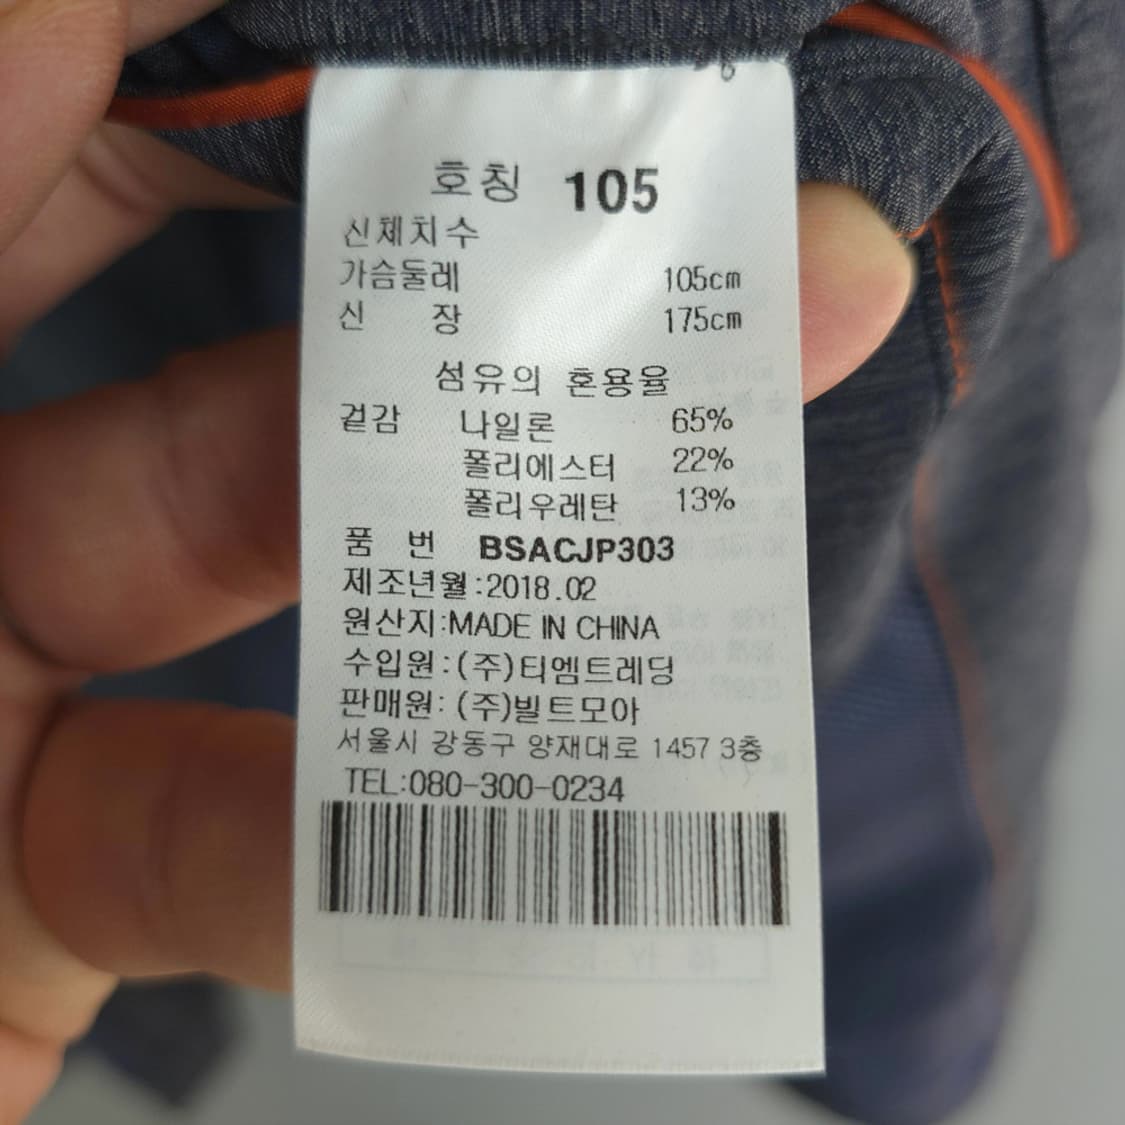 호칭 105
신체치수
가슴둘레 105cm
신 장 175cm
섬유의 혼용율
겉감 나일론 65%
폴리에스터 22%
폴리우레탄 13%
품 번 BSACJP303
제조년월:2018.02
원산지:MADE IN CHINA
수입원:(주)티엠트레딩
판매원:(주)빌트모아
서울시 강동구 양재대로 1457 3층
TEL:080-300-0234